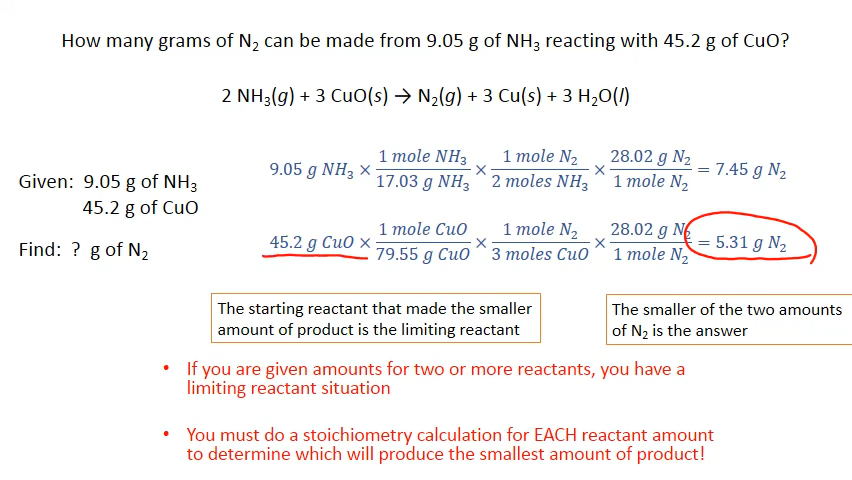 How many grams of N₂ can be made from 9.05 g of NH₃ reacting with 45.2 g of CuO?
2 NH₃(g) + 3 CuO(s) → N₂(g) + 3 Cu(s) + 3 H₂O(l)
Given: 9.05 g of NH₃
45.2 g of CuO
Find: ? g of N₂
9.05 g NH₃ × 1 mole NH₃/17.03 g NH₃ × 1 mole N₂/2 moles NH₃ × 28.02 g N₂/1 mole N₂ = 7.45 g N₂
45.2 g CuO × 1 mole CuO/79.55 g CuO × 1 mole N₂/3 moles CuO × 28.02 g N₂/1 mole N₂ = 5.31 g N₂
The starting reactant that made the smaller
amount of product is the limiting reactant
The smaller of the two amounts
of N₂ is the answer
• If you are given amounts for two or more reactants, you have a
limiting reactant situation
• You must do a stoichiometry calculation for EACH reactant amount
to determine which will produce the smallest amount of product!